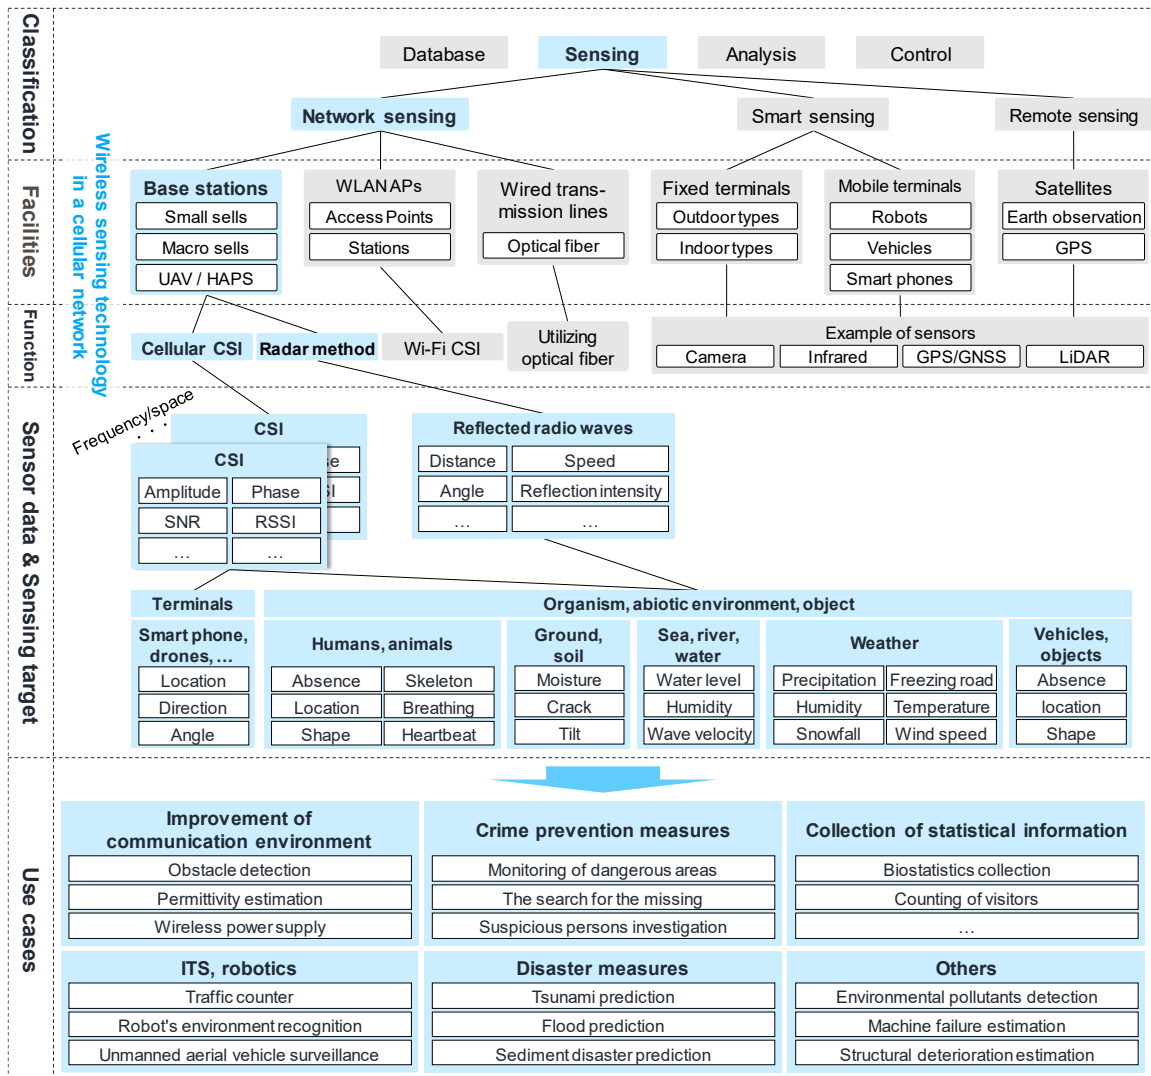 Classification
Database
Sensing
Analysis
Control
Network sensing
Smart sensing
Remote sensing
Wireless sensing technology
in a cellular network
Facilities
Base stations
Small sells
Macro sells
UAV / HAPS
WLAN APs
Access Points
Stations
Wired trans-
mission lines
Optical fiber
Fixed terminals
Outdoor types
Indoor types
Mobile terminals
Robots
Vehicles
Smart phones
Satellites
Earth observation
GPS
Function
Cellular CSI
Radar method
Wi-Fi CSI
Utilizing
optical fiber
Example of sensors
Camera
Infrared
GPS/GNSS
LiDAR
Sensor data & Sensing target
Frequency/space
. . .
CSI
se
SI
CSI
Amplitude
Phase
SNR
RSSI
...
...
Reflected radio waves
Distance
Speed
Angle
Reflection intensity
...
...
Terminals
Smart phone,
drones, ...
Location
Direction
Angle
Organism, abiotic environment, object
Humans, animals
Absence
Skeleton
Location
Breathing
Shape
Heartbeat
Ground,
soil
Moisture
Crack
Tilt
Sea, river,
water
Water level
Humidity
Wave velocity
Weather
Precipitation
Freezing road
Humidity
Temperature
Snowfall
Wind speed
Vehicles,
objects
Absence
location
Shape
Use cases
Improvement of
communication environment
Obstacle detection
Permittivity estimation
Wireless power supply
Crime prevention measures
Monitoring of dangerous areas
The search for the missing
Suspicious persons investigation
Collection of statistical information
Biostatistics collection
Counting of visitors
...
ITS, robotics
Traffic counter
Robot's environment recognition
Unmanned aerial vehicle surveillance
Disaster measures
Tsunami prediction
Flood prediction
Sediment disaster prediction
Others
Environmental pollutants detection
Machine failure estimation
Structural deterioration estimation